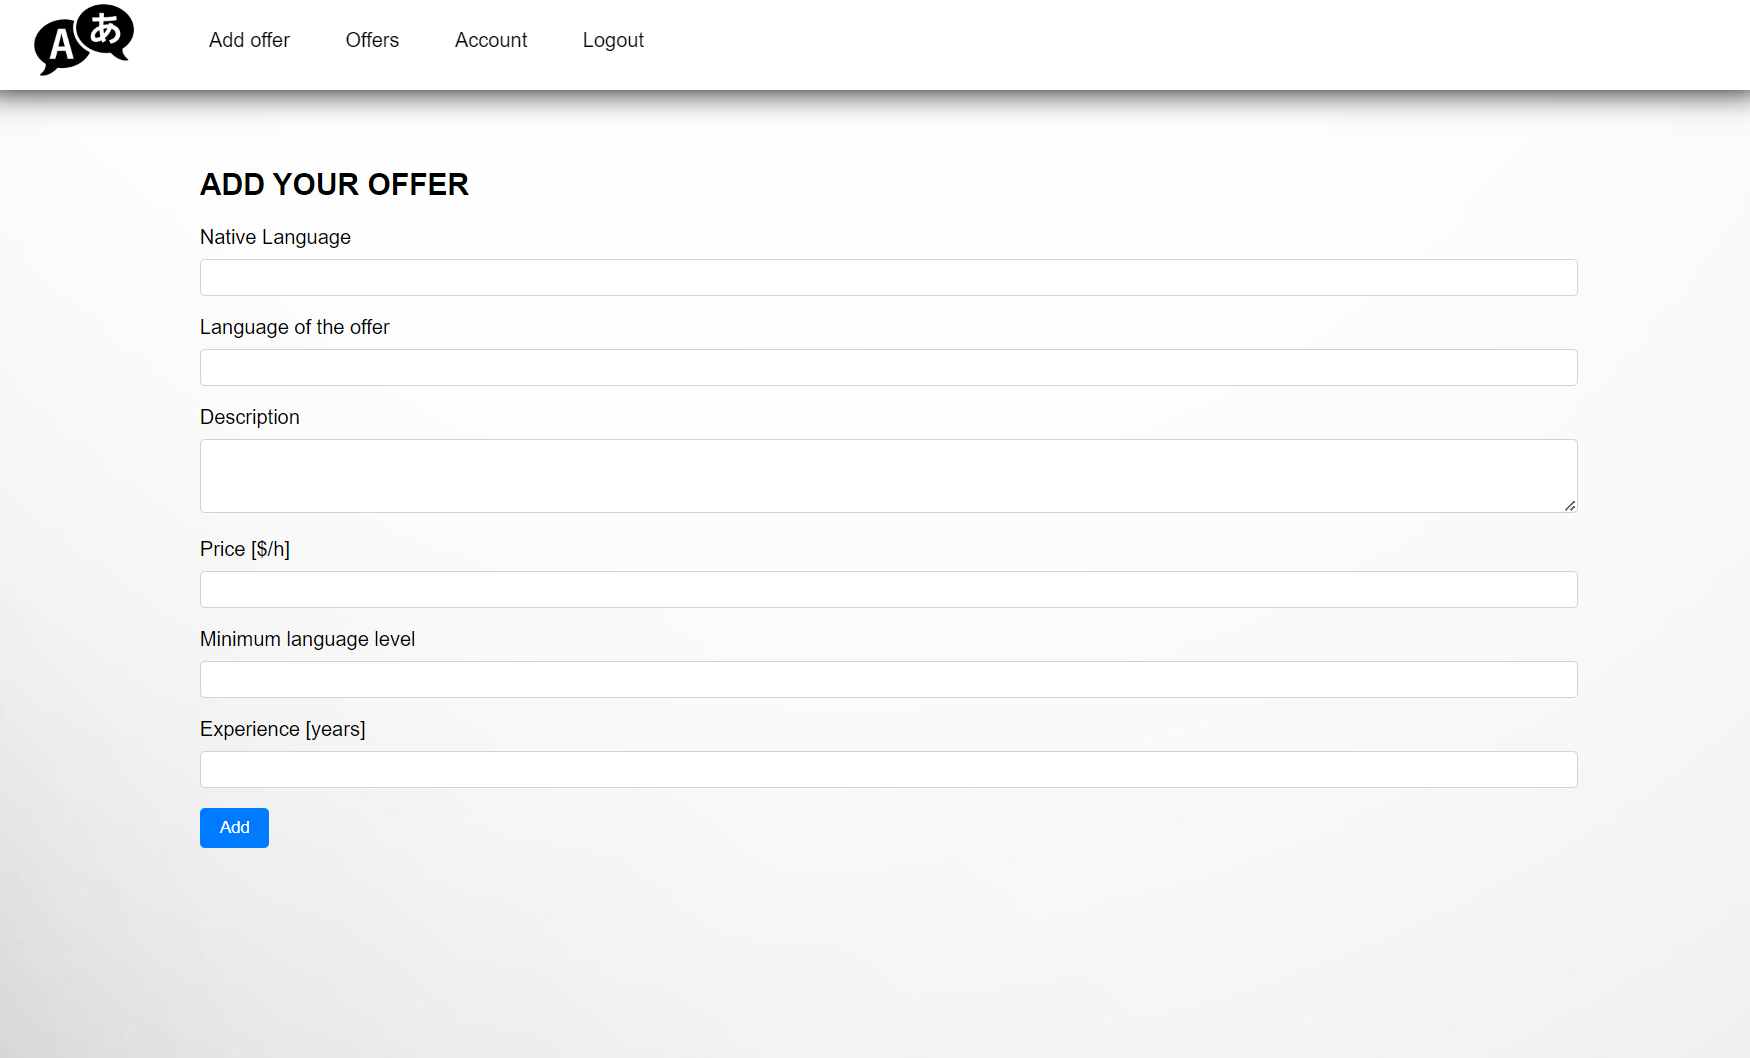 A あ
Add offer Offers Account Logout
ADD YOUR OFFER
Native Language
Language of the offer
Description
Price [$/h]
Minimum language level
Experience [years]
Add